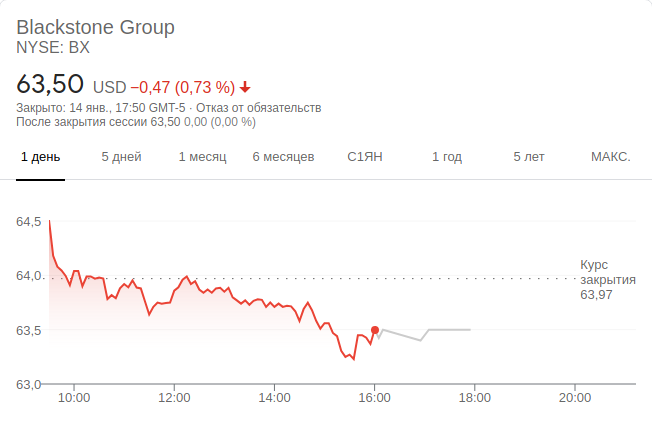 Blackstone Group
NYSE: BX
63,50 USD −0,47 (0,73 %)
Закрыто: 14 янв., 17:50 GMT-5 · Отказ от обязательств
После закрытия сессии 63,50 0,00 (0,00 %)
1 день 5 дней 1 месяц 6 месяцев С1ЯН 1 год 5 лет МАКС.
64,5
64,0
63,5
63,0
Курс
закрытия
63,97
10:00 12:00 14:00 16:00 18:00 20:00